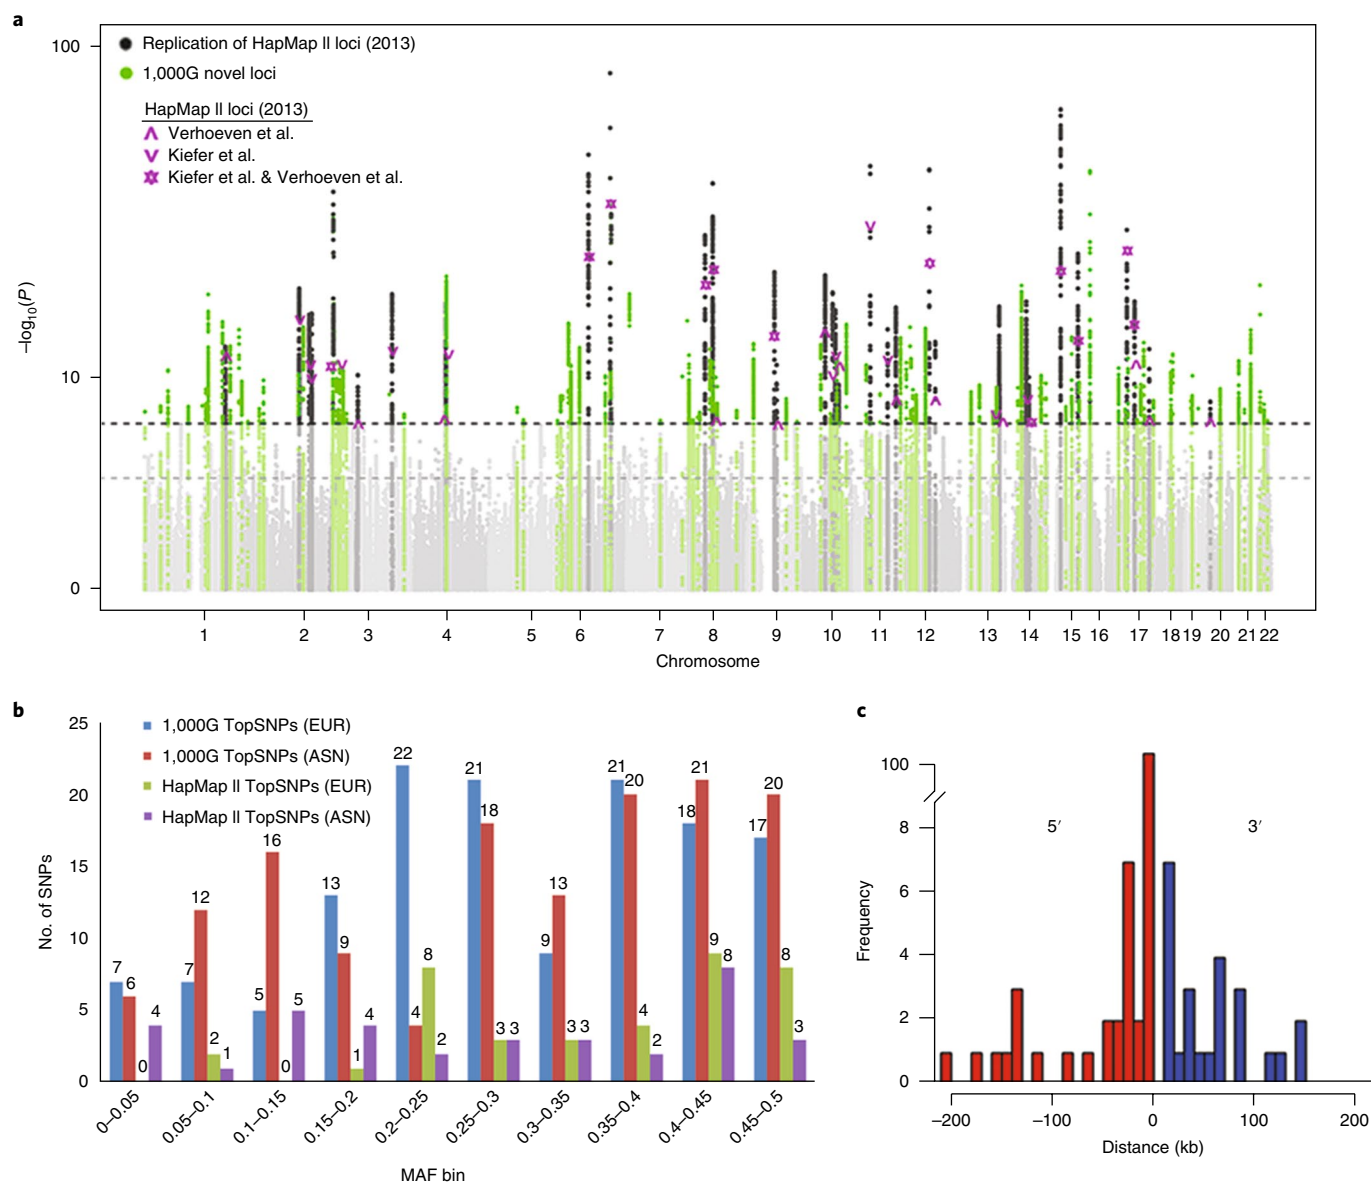 a
100
Replication of HapMap II loci (2013)
1,000G novel loci
HapMap II loci (2013)
Verhoeven et al.
Kiefer et al.
Kiefer et al. & Verhoeven et al.
–log10(P)
10
0
1 2 3 4 5 6 7 8 9 10 11 12 13 14 15 16 17 18 19 20 21 22
Chromosome
b
25
20
15
10
5
0
No. of SNPs
1,000G TopSNPs (EUR)
1,000G TopSNPs (ASN)
HapMap II TopSNPs (EUR)
HapMap II TopSNPs (ASN)
7 6 0 4
7 12 2 1
5 16 0 5
13 9 1 4
22 4 8 2
21 18 3 3
9 13 3 3
21 20 4 2
18 21 9 8
17 20 8 3
0–0.05 0.05–0.1 0.1–0.15 0.15–0.2 0.2–0.25 0.25–0.3 0.3–0.35 0.35–0.4 0.4–0.45 0.45–0.5
MAF bin
c
100
8
6
4
2
0
Frequency
5′ 3′
–200 –100 0 100 200
Distance (kb)